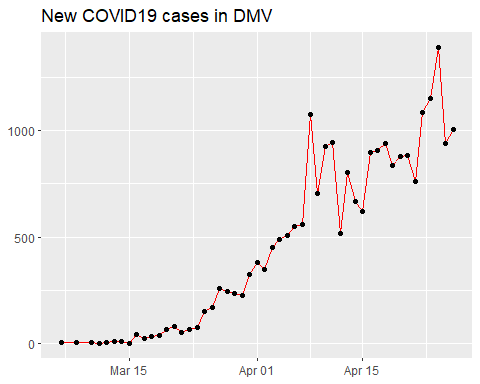 New COVID19 cases in DMV
1000
500
0
Mar 15
Apr 01
Apr 15